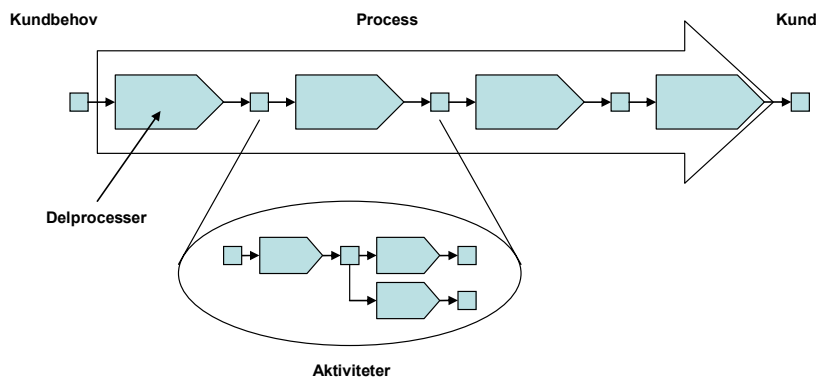 Kundbehov
Process
Kund
Delprocesser
Aktiviteter